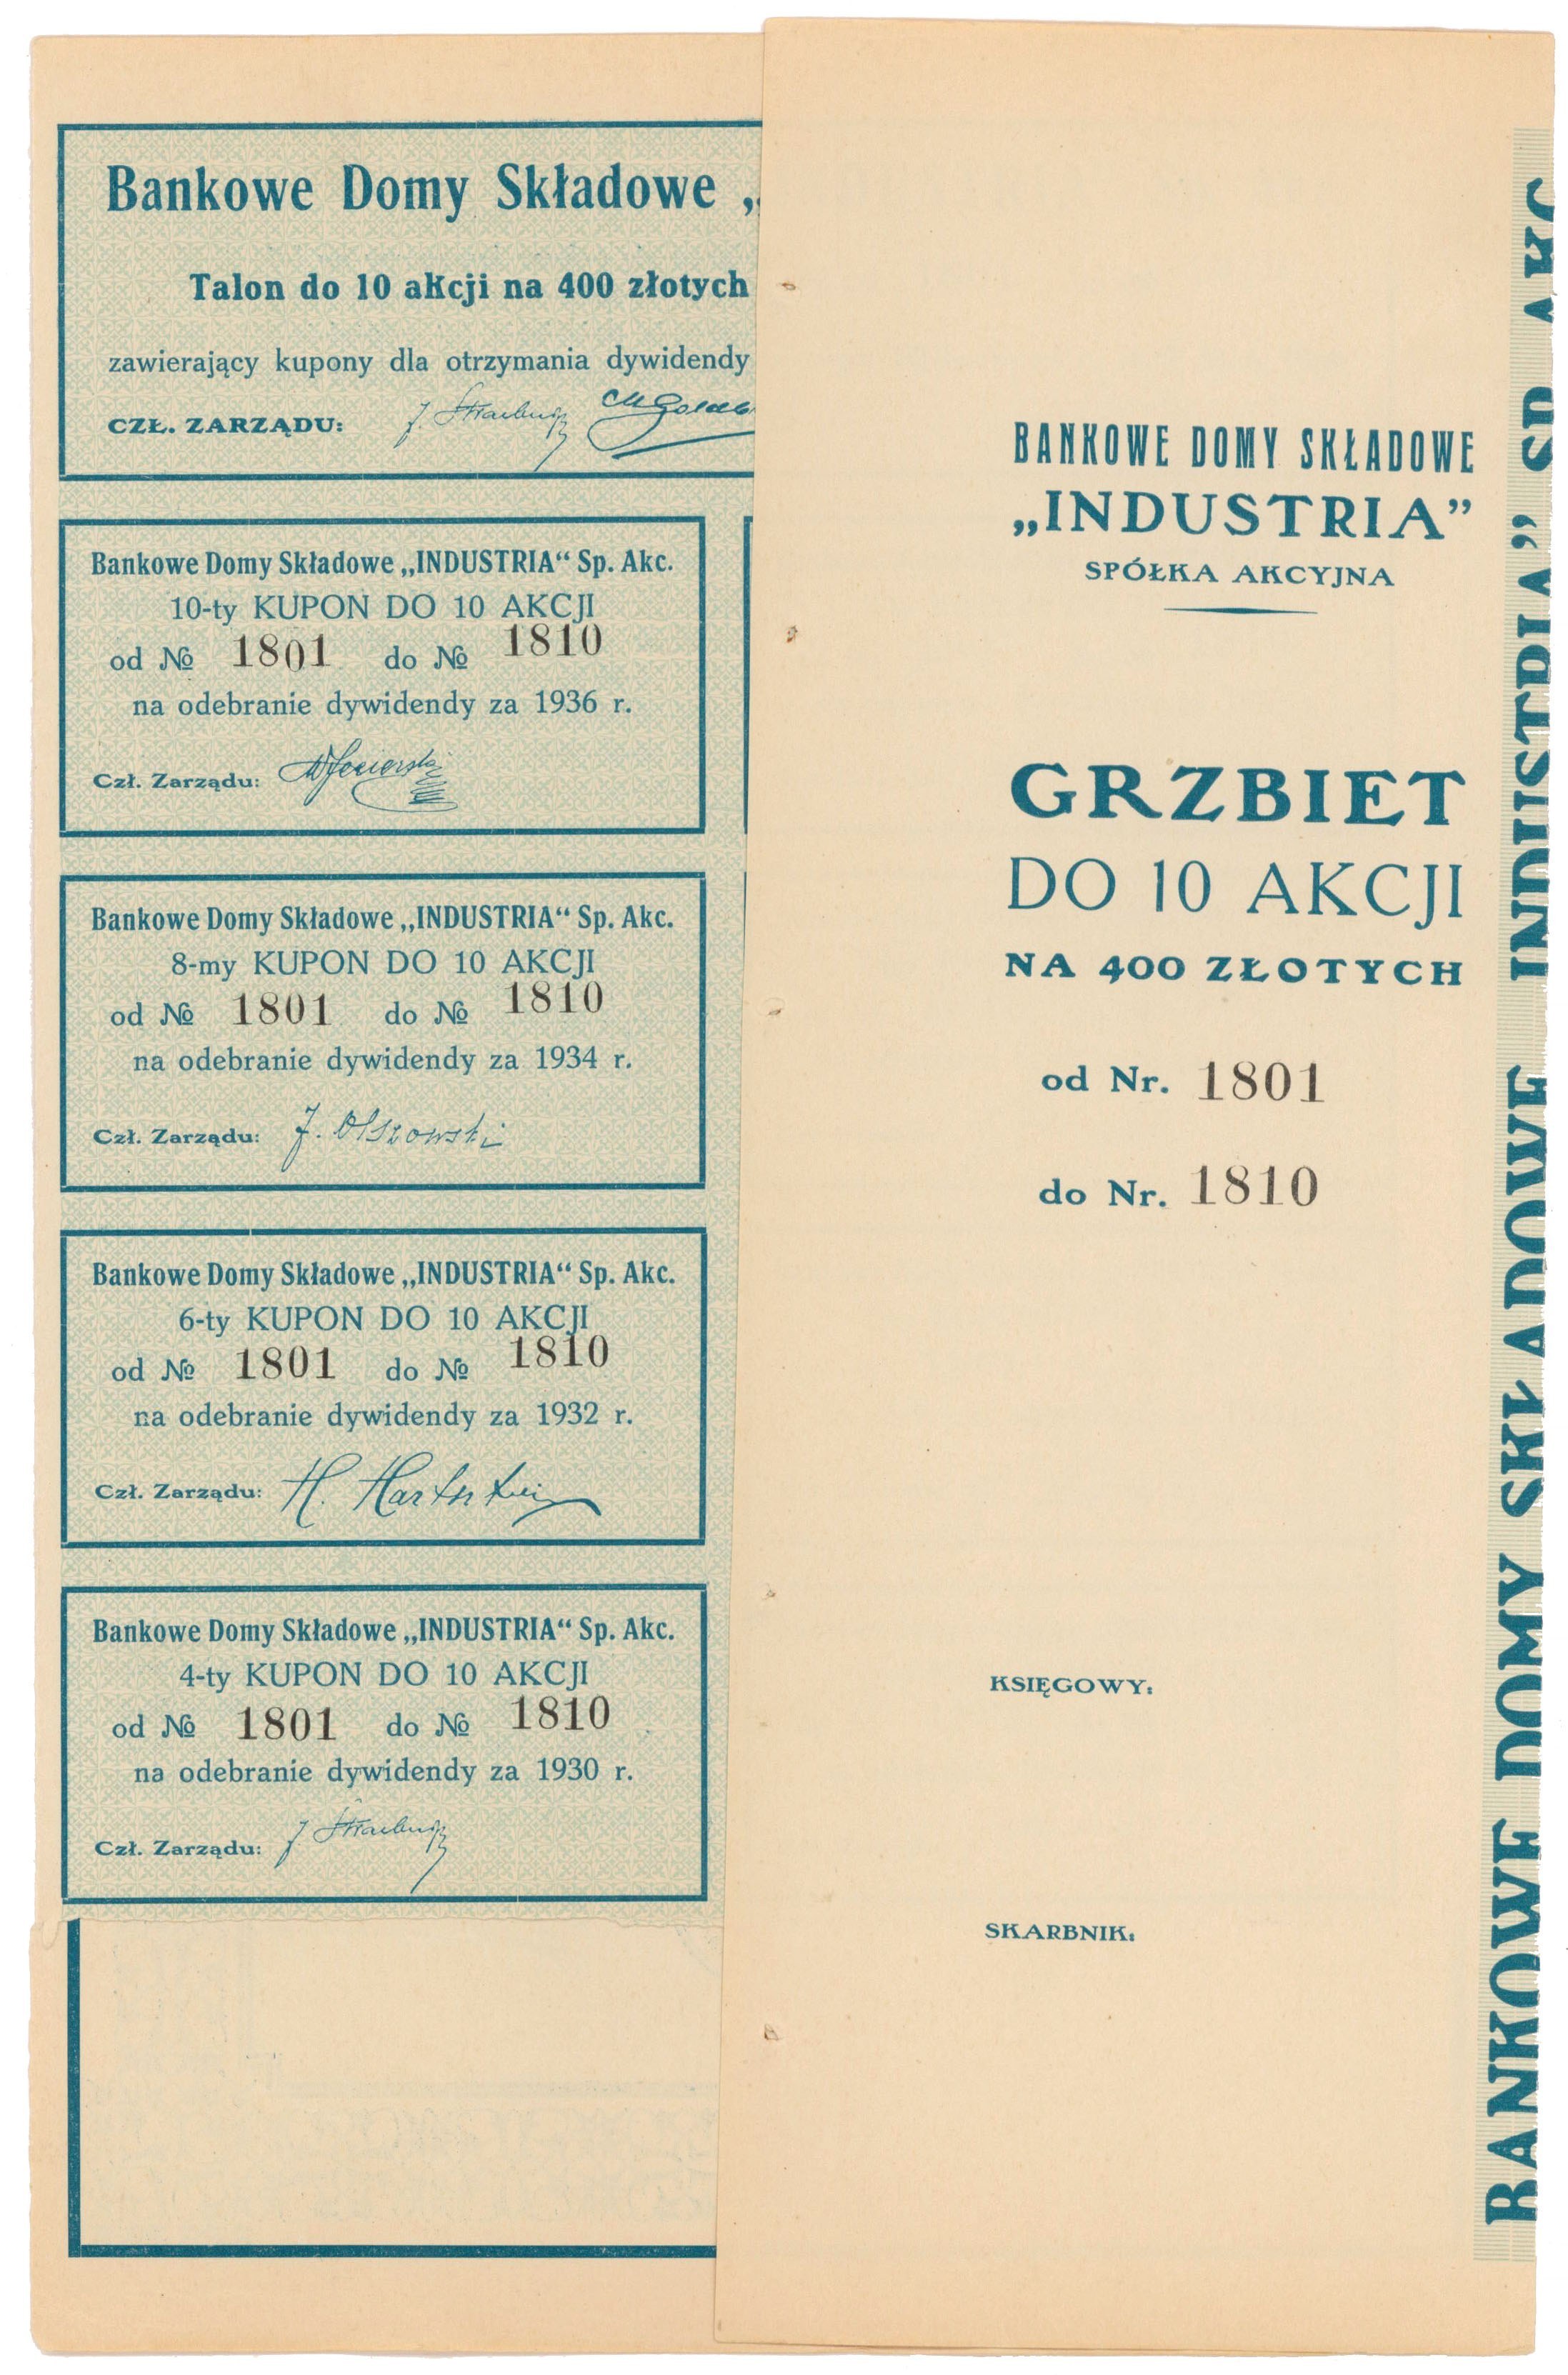 Bankowe Domy Składowe „
Talon do 10 akcji na 400 złotych
zawierający kupony dla otrzymania dywidendy
CZŁ. ZARZĄDU:
Bankowe Domy Składowe „INDUSTRIA“ Sp. Akc.
10-ty KUPON DO 10 AKCJI
od № 1801 do № 1810
na odebranie dywidendy za 1936 r.
Czł. Zarządu:
Bankowe Domy Składowe „INDUSTRIA“ Sp. Akc.
8-my KUPON DO 10 AKCJI
od № 1801 do № 1810
na odebranie dywidendy za 1934 r.
Czł. Zarządu: J. Olszowski
Bankowe Domy Składowe „INDUSTRIA“ Sp. Akc.
6-ty KUPON DO 10 AKCJI
od № 1801 do № 1810
na odebranie dywidendy za 1932 r.
Czł. Zarządu: H.
Bankowe Domy Składowe „INDUSTRIA“ Sp. Akc.
4-ty KUPON DO 10 AKCJI
od № 1801 do № 1810
na odebranie dywidendy za 1930 r.
Czł. Zarządu:
BANKOWE DOMY SKŁADOWE
„INDUSTRIA”
SPÓŁKA AKCYJNA
GRZBIET
DO 10 AKCJI
NA 400 ZŁOTYCH
od Nr. 1801
do Nr. 1810
KSIĘGOWY:
SKARBNIK:
BANKOWE DOMY SKŁADOWE INDUSTRIA” SP. AKC